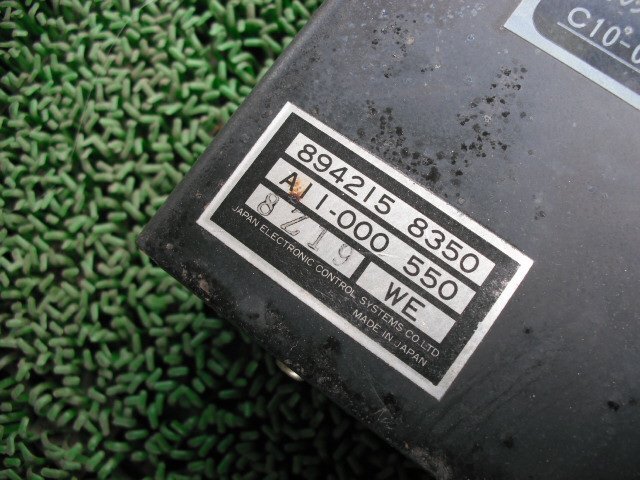 C10-0
894215 8350
A11-000 550
8Z19 WE
JAPAN ELECTRONIC CONTROL SYSTEMS CO.LTD.
MADE IN JAPAN